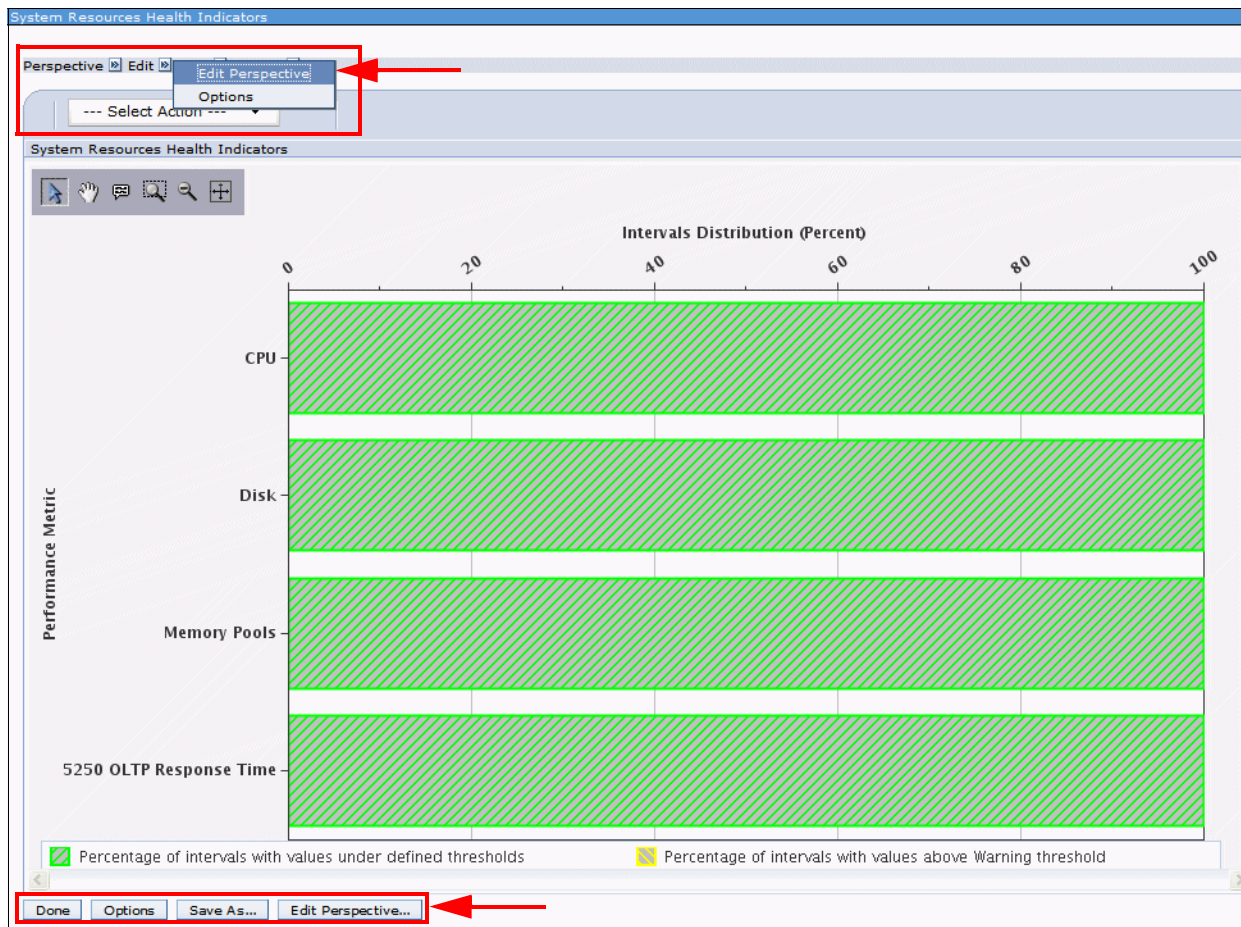 System Resources Health Indicators
Perspective Edit
Edit Perspective
Options
--- Select Action ---
System Resources Health Indicators
Intervals Distribution (Percent)
0 20 40 60 80 100
Performance Metric
CPU
Disk
Memory Pools
5250 OLTP Response Time
Percentage of intervals with values under defined thresholds Percentage of intervals with values above Warning threshold
Done Options Save As... Edit Perspective...